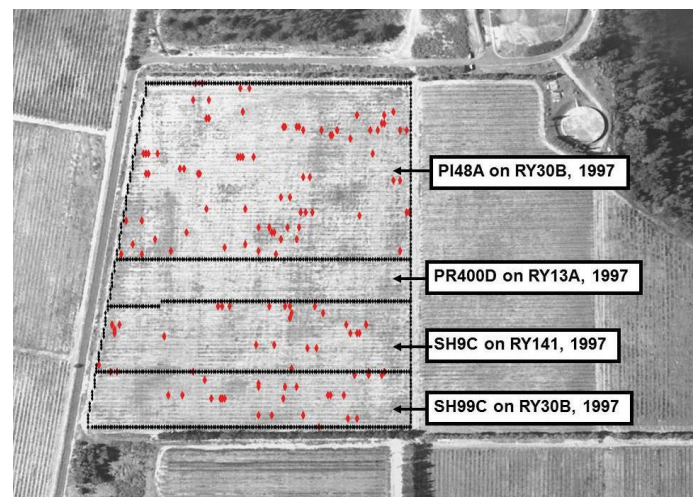 PI48A on RY30B, 1997
PR400D on RY13A, 1997
SH9C on RY141, 1997
SH99C on RY30B, 1997